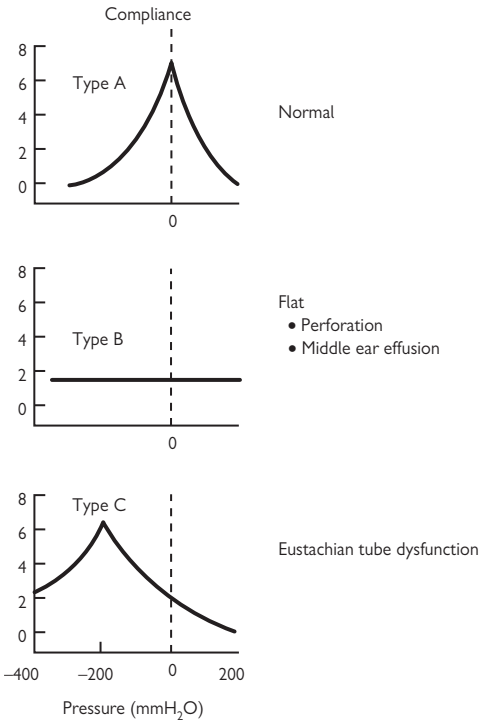 Compliance
8
6
4
2
0
Type A
0
Normal
8
6
4
2
0
Type B
0
Flat
• Perforation
• Middle ear effusion
8
6
4
2
0
Type C
–400
–200
0
200
Pressure (mmH₂O)
Eustachian tube dysfunction